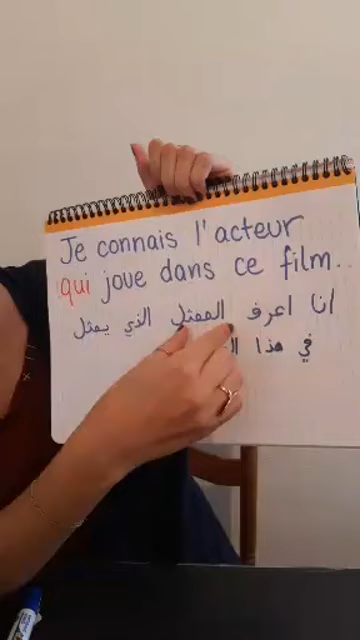 Je connais l'acteur
qui joue dans ce film..
انا اعرف الممثل الذي يمثل
في هذا